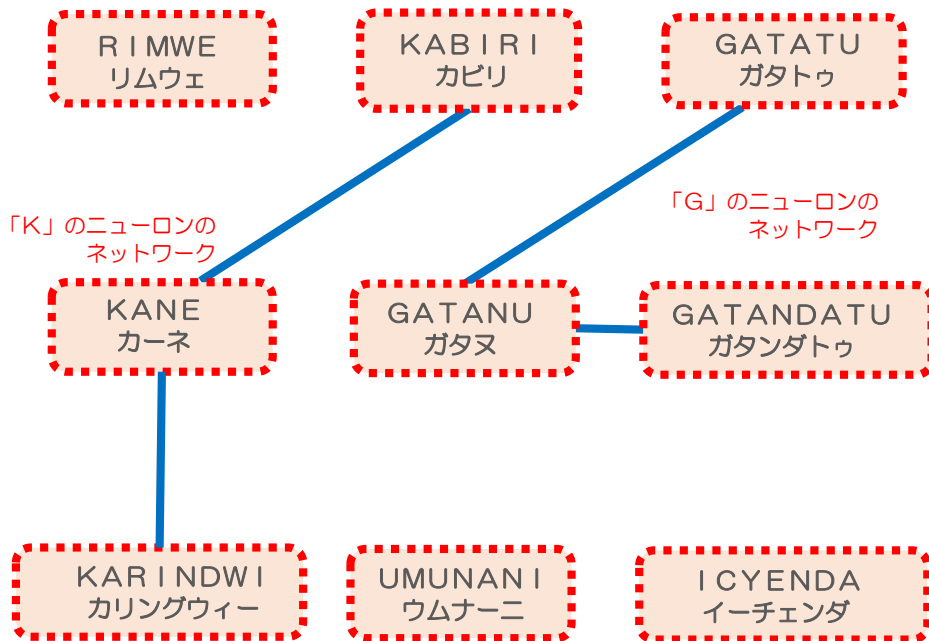 RIMWE
リムウェ
KABIRI
カビリ
GATATU
ガタトゥ
「K」のニューロンの
ネットワーク
「G」のニューロンの
ネットワーク
KANE
カーネ
GATANU
ガタヌ
GATANDATU
ガタンダトゥ
KARINDWI
カリングウィー
UMUNANI
ウムナーニ
ICYENDA
イーチェンダ